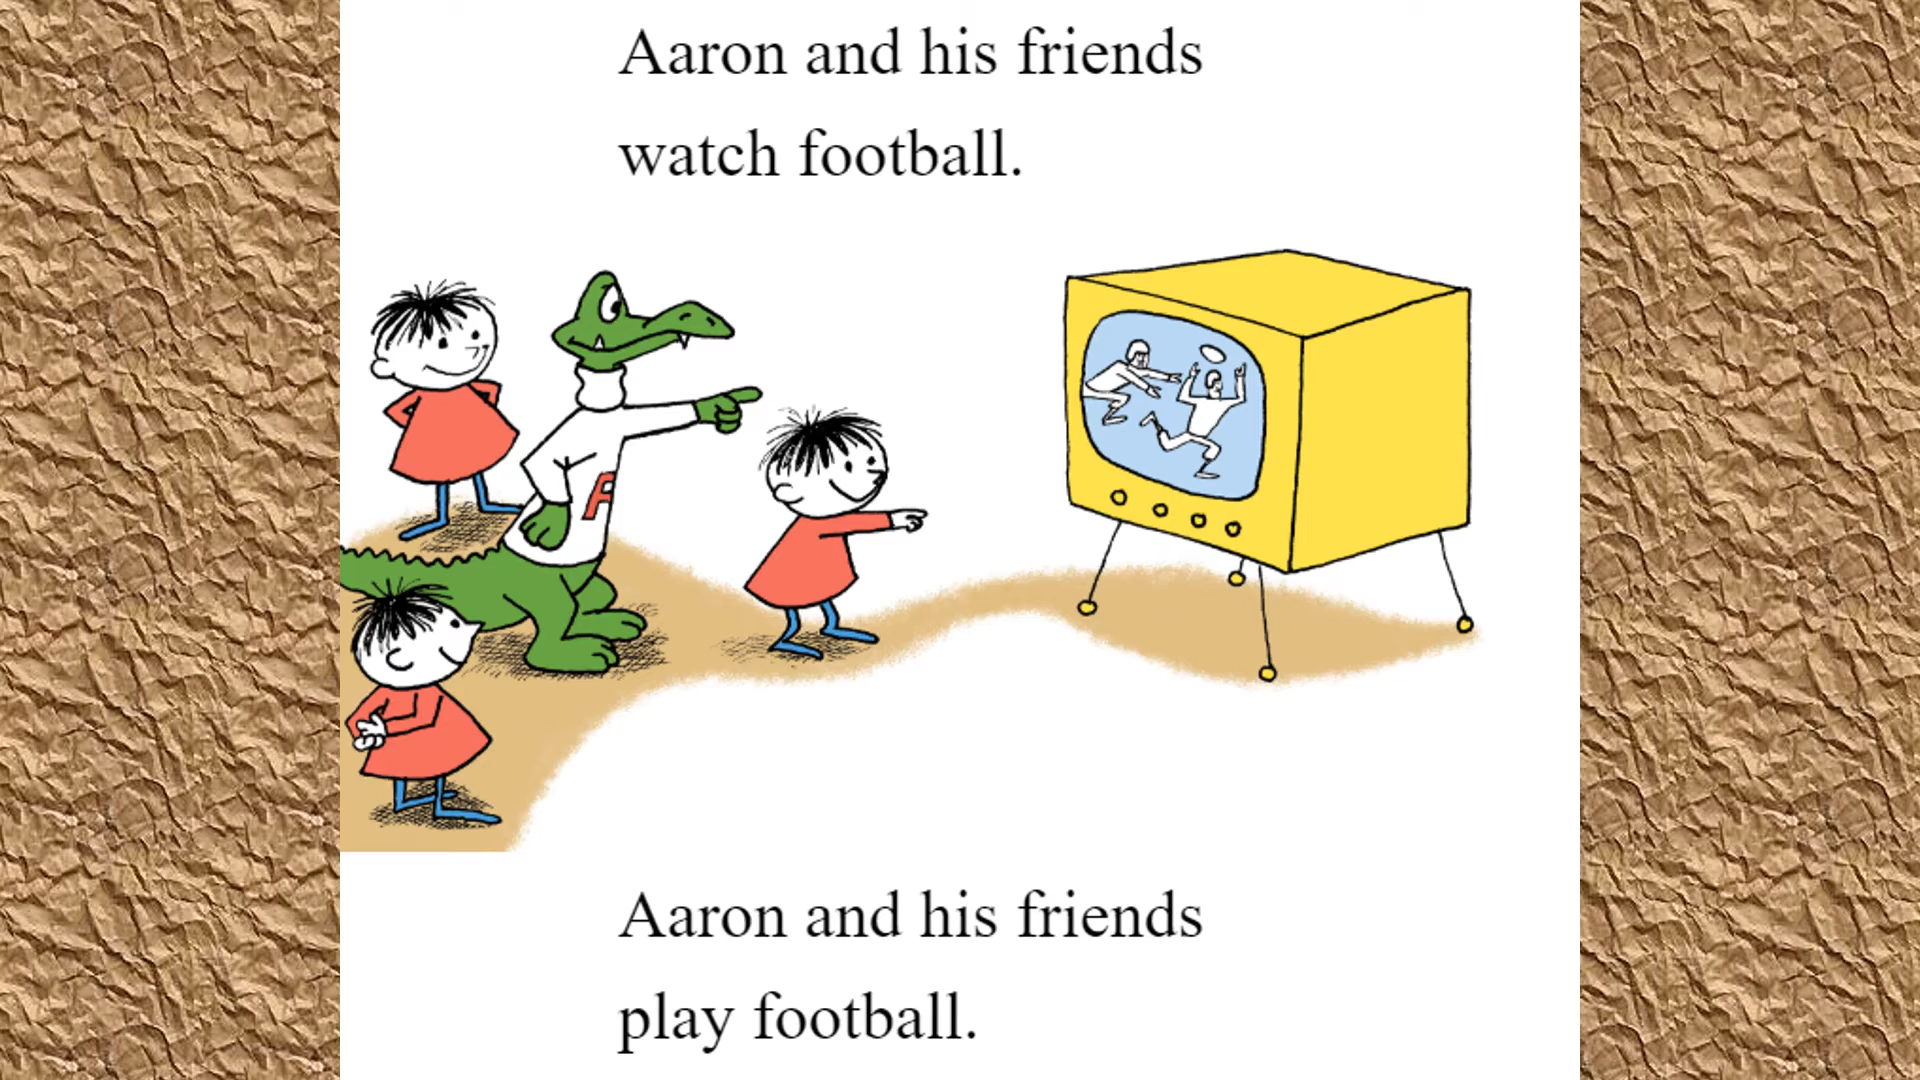 Aaron and his friends
watch football.
A
Aaron and his friends
play football.